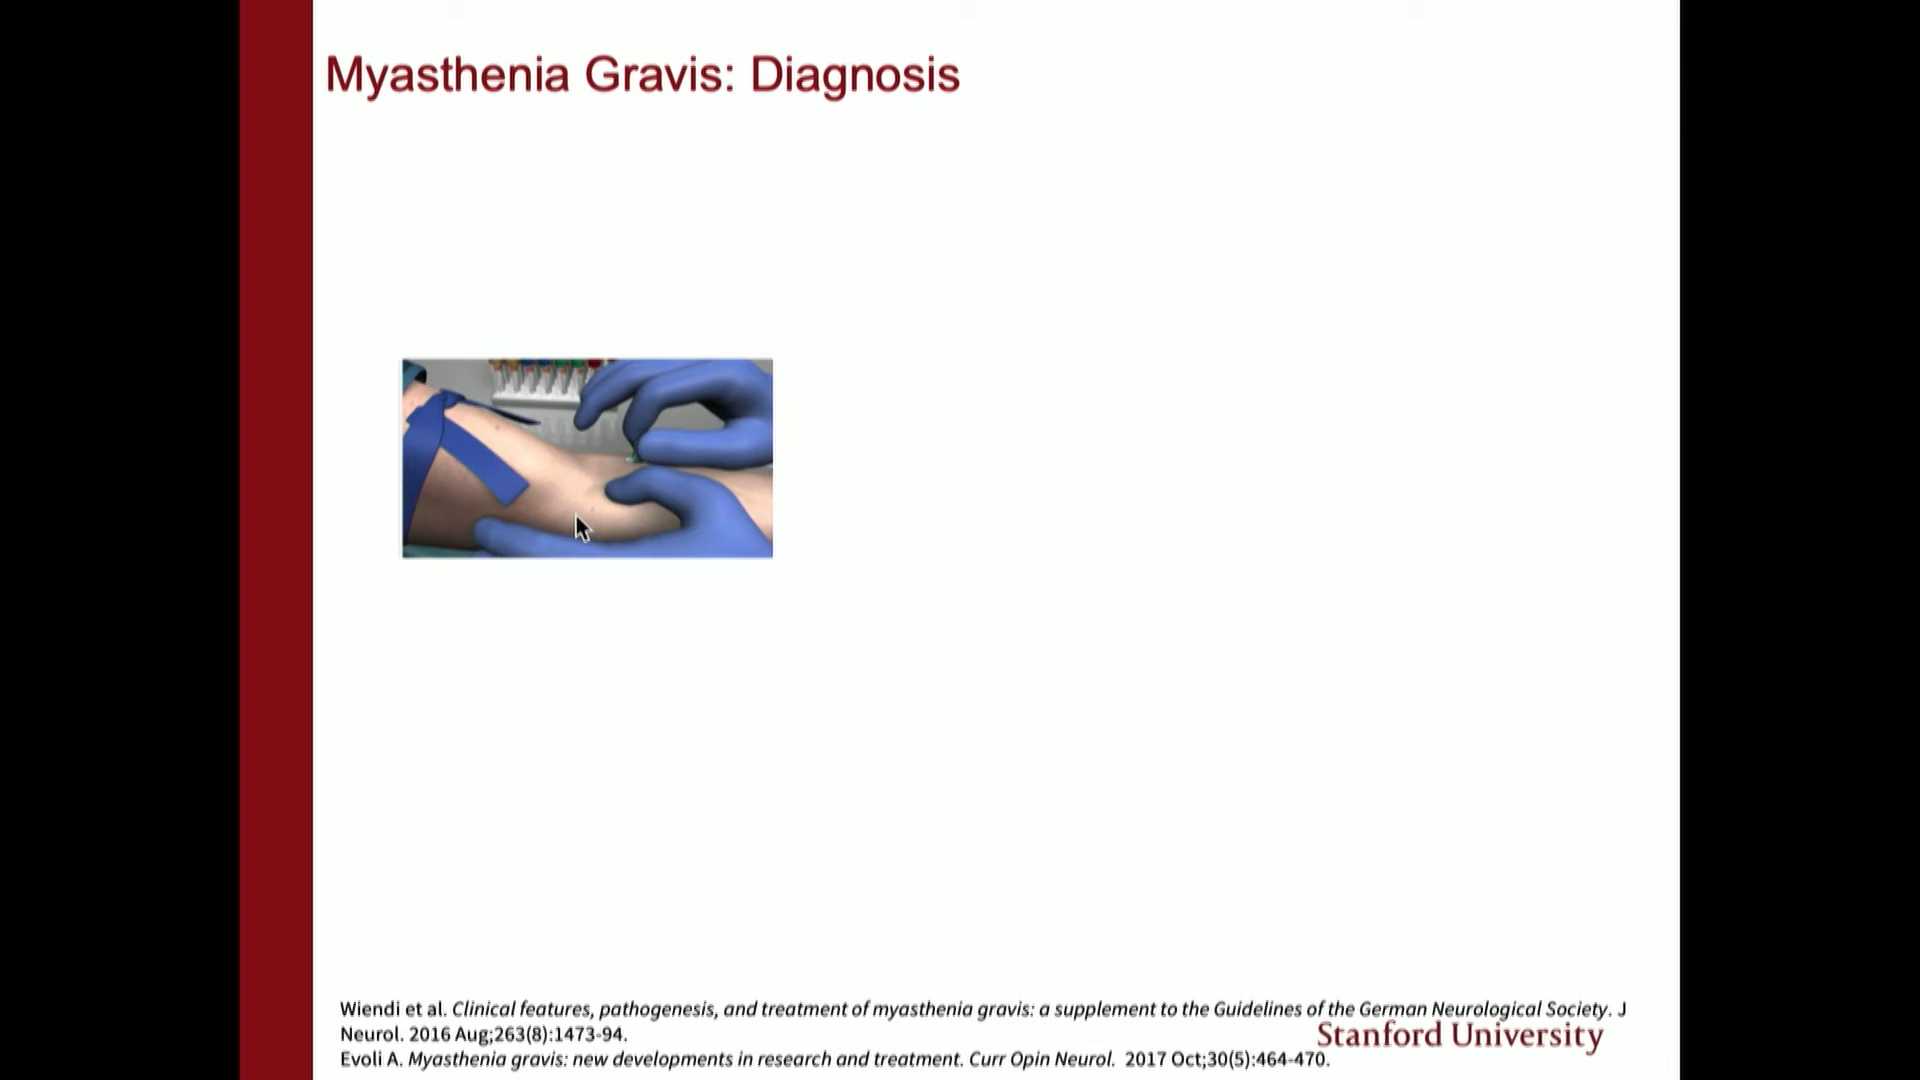 Myasthenia Gravis: Diagnosis
Wiendi et al. Clinical features, pathogenesis, and treatment of myasthenia gravis: a supplement to the Guidelines of the German Neurological Society. J
Neurol. 2016 Aug;263(8):1473-94.
Stanford University
Evoli A. Myasthenia gravis: new developments in research and treatment. Curr Opin Neurol. 2017 Oct;30(5):464-470.